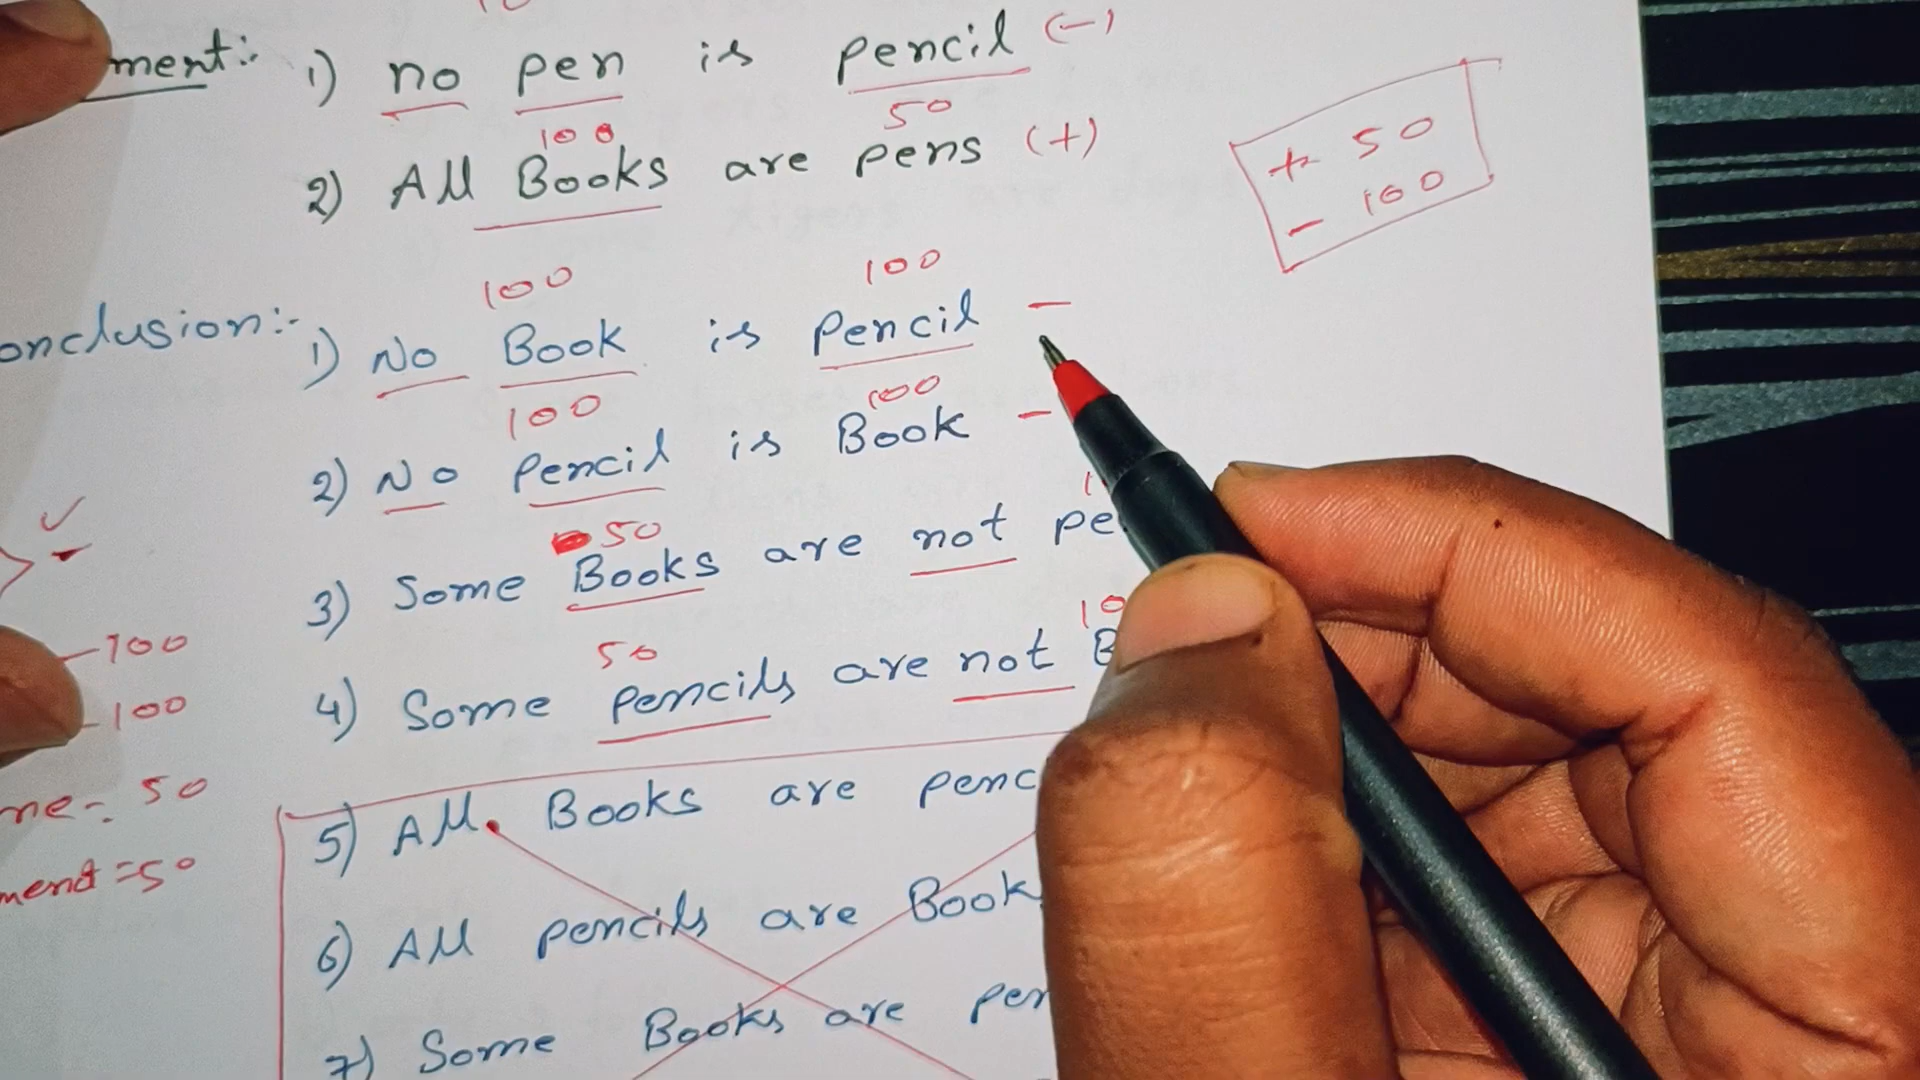 ment:- 1) no pen is pencil (-)
100 50
2) All Books are pens (+)
+ 50
- 100
100 100
onclusion:- 1) No Book is pencil -
100 100
2) No pencil is Book -
50
3) Some Books are not pe
50 10
4) Some pencils are not B
100
100
me- 50
ment = 50
5) All Books are penc
6) All pencils are Book
7) Some Books are pen